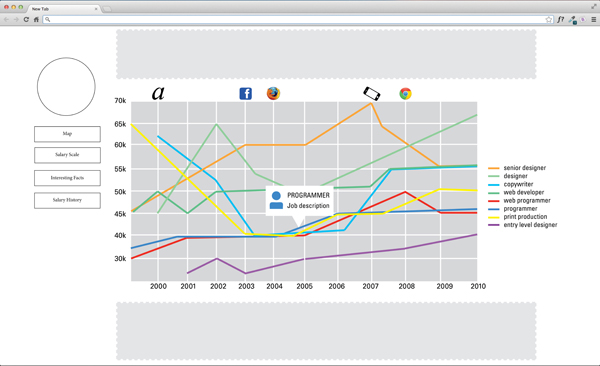 New Tab
f?
a
70k
65k
60k
55k
50k
45k
40k
30k
PROGRAMMER
Job description
2000
2001
2002
2003
2004
2005
2006
2007
2008
2009
2010
Map
Salary Scale
Interesting Facts
Salary History
senior designer
designer
copywriter
web developer
web programmer
programmer
print production
entry level designer